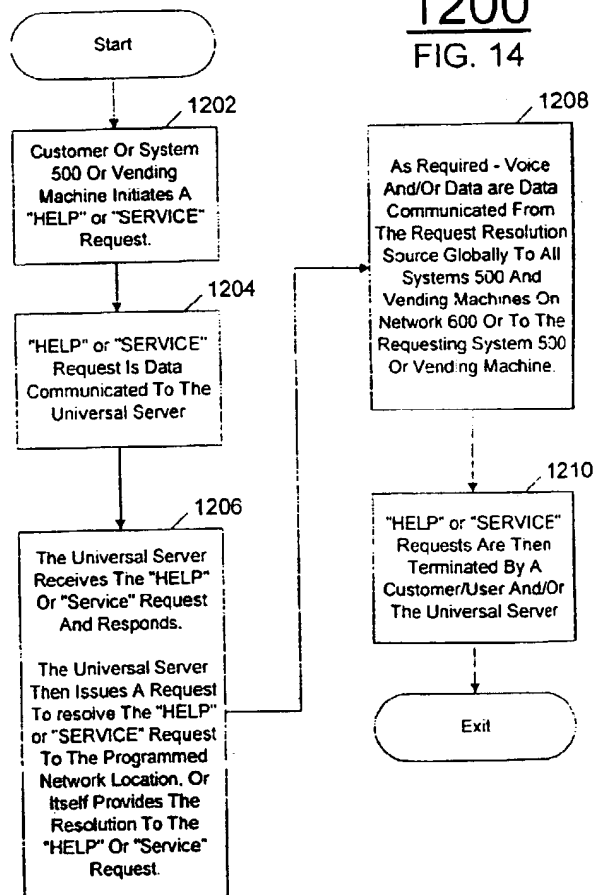 1200
FIG. 14
Start
1202
Customer Or System
500 Or Vending
Machine Initiates A
"HELP" or "SERVICE"
Request.
1204
"HELP" or "SERVICE"
Request Is Data
Communicated To The
Universal Server
1206
The Universal Server
Receives The "HELP"
Or "Service" Request
And Responds.
The Universal Server
Then Issues A Request
To resolve The "HELP"
or "SERVICE" Request
To The Programmed
Network Location, Or
Itself Provides The
Resolution To The
"HELP" Or "Service"
Request.
1208
As Required - Voice
And/Or Data are Data
Communicated From
The Request Resolution
Source Globally To All
Systems 500 And
Vending Machines On
Network 600 Or To The
Requesting System 500
Or Vending Machine.
1210
"HELP" or "SERVICE"
Requests Are Then
Terminated By A
Customer/User And/Or
The Universal Server
Exit